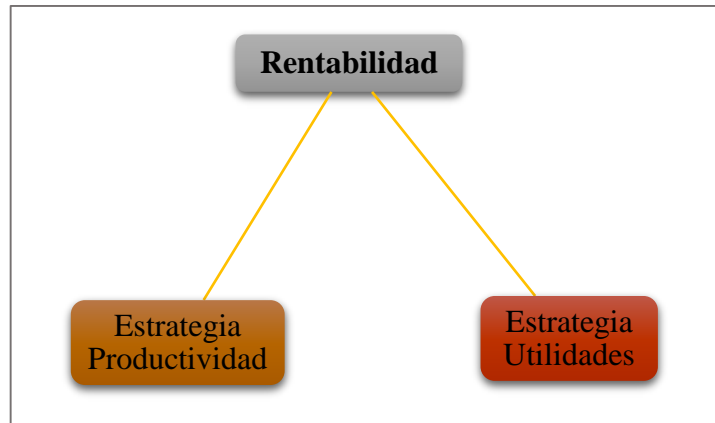 Rentabilidad
Estrategia
Productividad
Estrategia
Utilidades